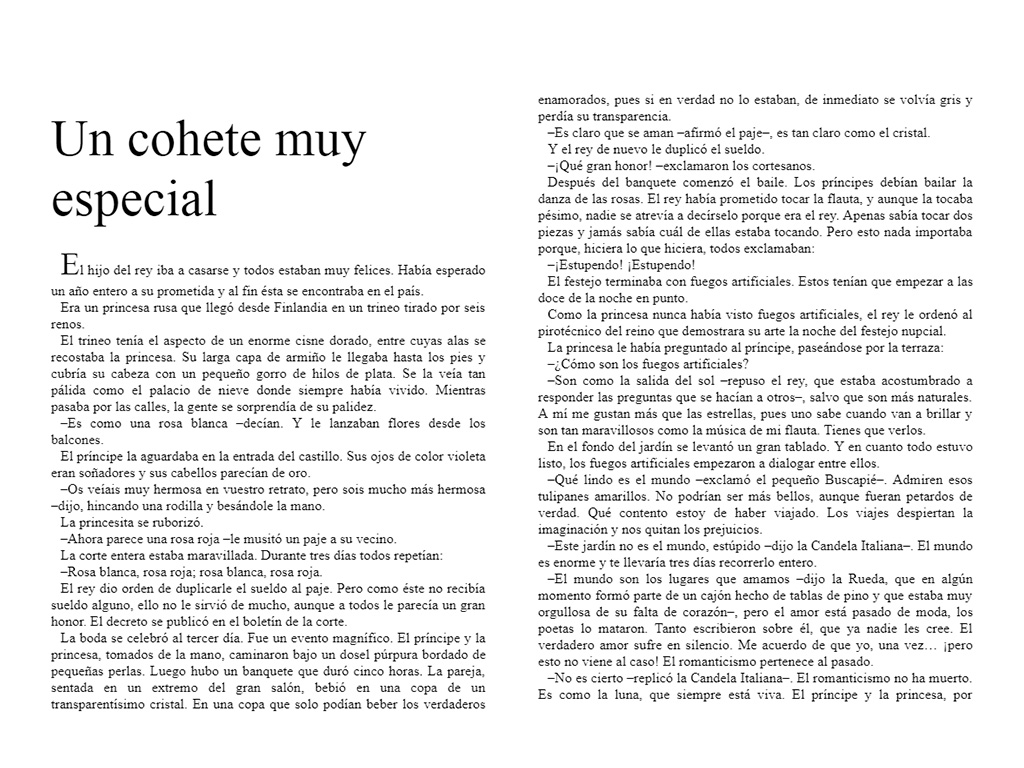 Un cohete muy
especial
El hijo del rey iba a casarse y todos estaban muy felices. Había esperado
un año entero a su prometida y al fin ésta se encontraba en el país.
Era un princesa rusa que llegó desde Finlandia en un trineo tirado por seis
renos.
El trineo tenía el aspecto de un enorme cisne dorado, entre cuyas alas se
recostaba la princesa. Su larga capa de armiño le llegaba hasta los pies y
cubría su cabeza con un pequeño gorro de hilos de plata. Se la veía tan
pálida como el palacio de nieve donde siempre había vivido. Mientras
pasaba por las calles, la gente se sorprendía de su palidez.
–Es como una rosa blanca –decían. Y le lanzaban flores desde los
balcones.
El príncipe la aguardaba en la entrada del castillo. Sus ojos de color violeta
eran soñadores y sus cabellos parecían de oro.
–Os veíais muy hermosa en vuestro retrato, pero sois mucho más hermosa
–dijo, hincando una rodilla y besándole la mano.
La princesita se ruborizó.
–Ahora parece una rosa roja –le musitó un paje a su vecino.
La corte entera estaba maravillada. Durante tres días todos repetían:
–Rosa blanca, rosa roja; rosa blanca, rosa roja.
El rey dio orden de duplicarle el sueldo al paje. Pero como éste no recibía
sueldo alguno, ello no le sirvió de mucho, aunque a todos le parecía un gran
honor. El decreto se publicó en el boletín de la corte.
La boda se celebró al tercer día. Fue un evento magnífico. El príncipe y la
princesa, tomados de la mano, caminaron bajo un dosel púrpura bordado de
pequeñas perlas. Luego hubo un banquete que duró cinco horas. La pareja,
sentada en un extremo del gran salón, bebió en una copa de un
transparentísimo cristal. En una copa que solo podían beber los verdaderos
enamorados, pues si en verdad no lo estaban, de inmediato se volvía gris y
perdía su transparencia.
–Es claro que se aman –afirmó el paje–, es tan claro como el cristal.
Y el rey de nuevo le duplicó el sueldo.
–¡Qué gran honor! –exclamaron los cortesanos.
Después del banquete comenzó el baile. Los príncipes debían bailar la
danza de las rosas. El rey había prometido tocar la flauta, y aunque la tocaba
pésimo, nadie se atrevía a decírselo porque era el rey. Apenas sabía tocar dos
piezas y jamás sabía cuál de ellas estaba tocando. Pero esto nada importaba
porque, hiciera lo que hiciera, todos exclamaban:
–¡Estupendo! ¡Estupendo!
El festejo terminaba con fuegos artificiales. Estos tenían que empezar a las
doce de la noche en punto.
Como la princesa nunca había visto fuegos artificiales, el rey le ordenó al
pirotécnico del reino que demostrara su arte la noche del festejo nupcial.
La princesa le había preguntado al príncipe, paseándose por la terraza:
–¿Cómo son los fuegos artificiales?
–Son como la salida del sol –repuso el rey, que estaba acostumbrado a
responder las preguntas que se hacían a otros–, salvo que son más naturales.
A mí me gustan más que las estrellas, pues uno sabe cuando van a brillar y
son tan maravillosos como la música de mi flauta. Tienes que verlos.
En el fondo del jardín se levantó un gran tablado. Y en cuanto todo estuvo
listo, los fuegos artificiales empezaron a dialogar entre ellos.
–Qué lindo es el mundo –exclamó el pequeño Buscapié–. Admiren esos
tulipanes amarillos. No podrían ser más bellos, aunque fueran petardos de
verdad. Qué contento estoy de haber viajado. Los viajes despiertan la
imaginación y nos quitan los prejuicios.
–Este jardín no es el mundo, estúpido –dijo la Candela Italiana–. El mundo
es enorme y te llevaría tres días recorrerlo entero.
–El mundo son los lugares que amamos –dijo la Rueda, que en algún
momento formó parte de un cajón hecho de tablas de pino y que estaba muy
orgullosa de su falta de corazón–, pero el amor está pasado de moda, los
poetas lo mataron. Tanto escribieron sobre él, que ya nadie les cree. El
verdadero amor sufre en silencio. Me acuerdo de que yo, una vez… ¡pero
esto no viene al caso! El romanticismo pertenece al pasado.
–No es cierto –replicó la Candela Italiana–. El romanticismo no ha muerto.
Es como la luna, que siempre está viva. El príncipe y la princesa, por